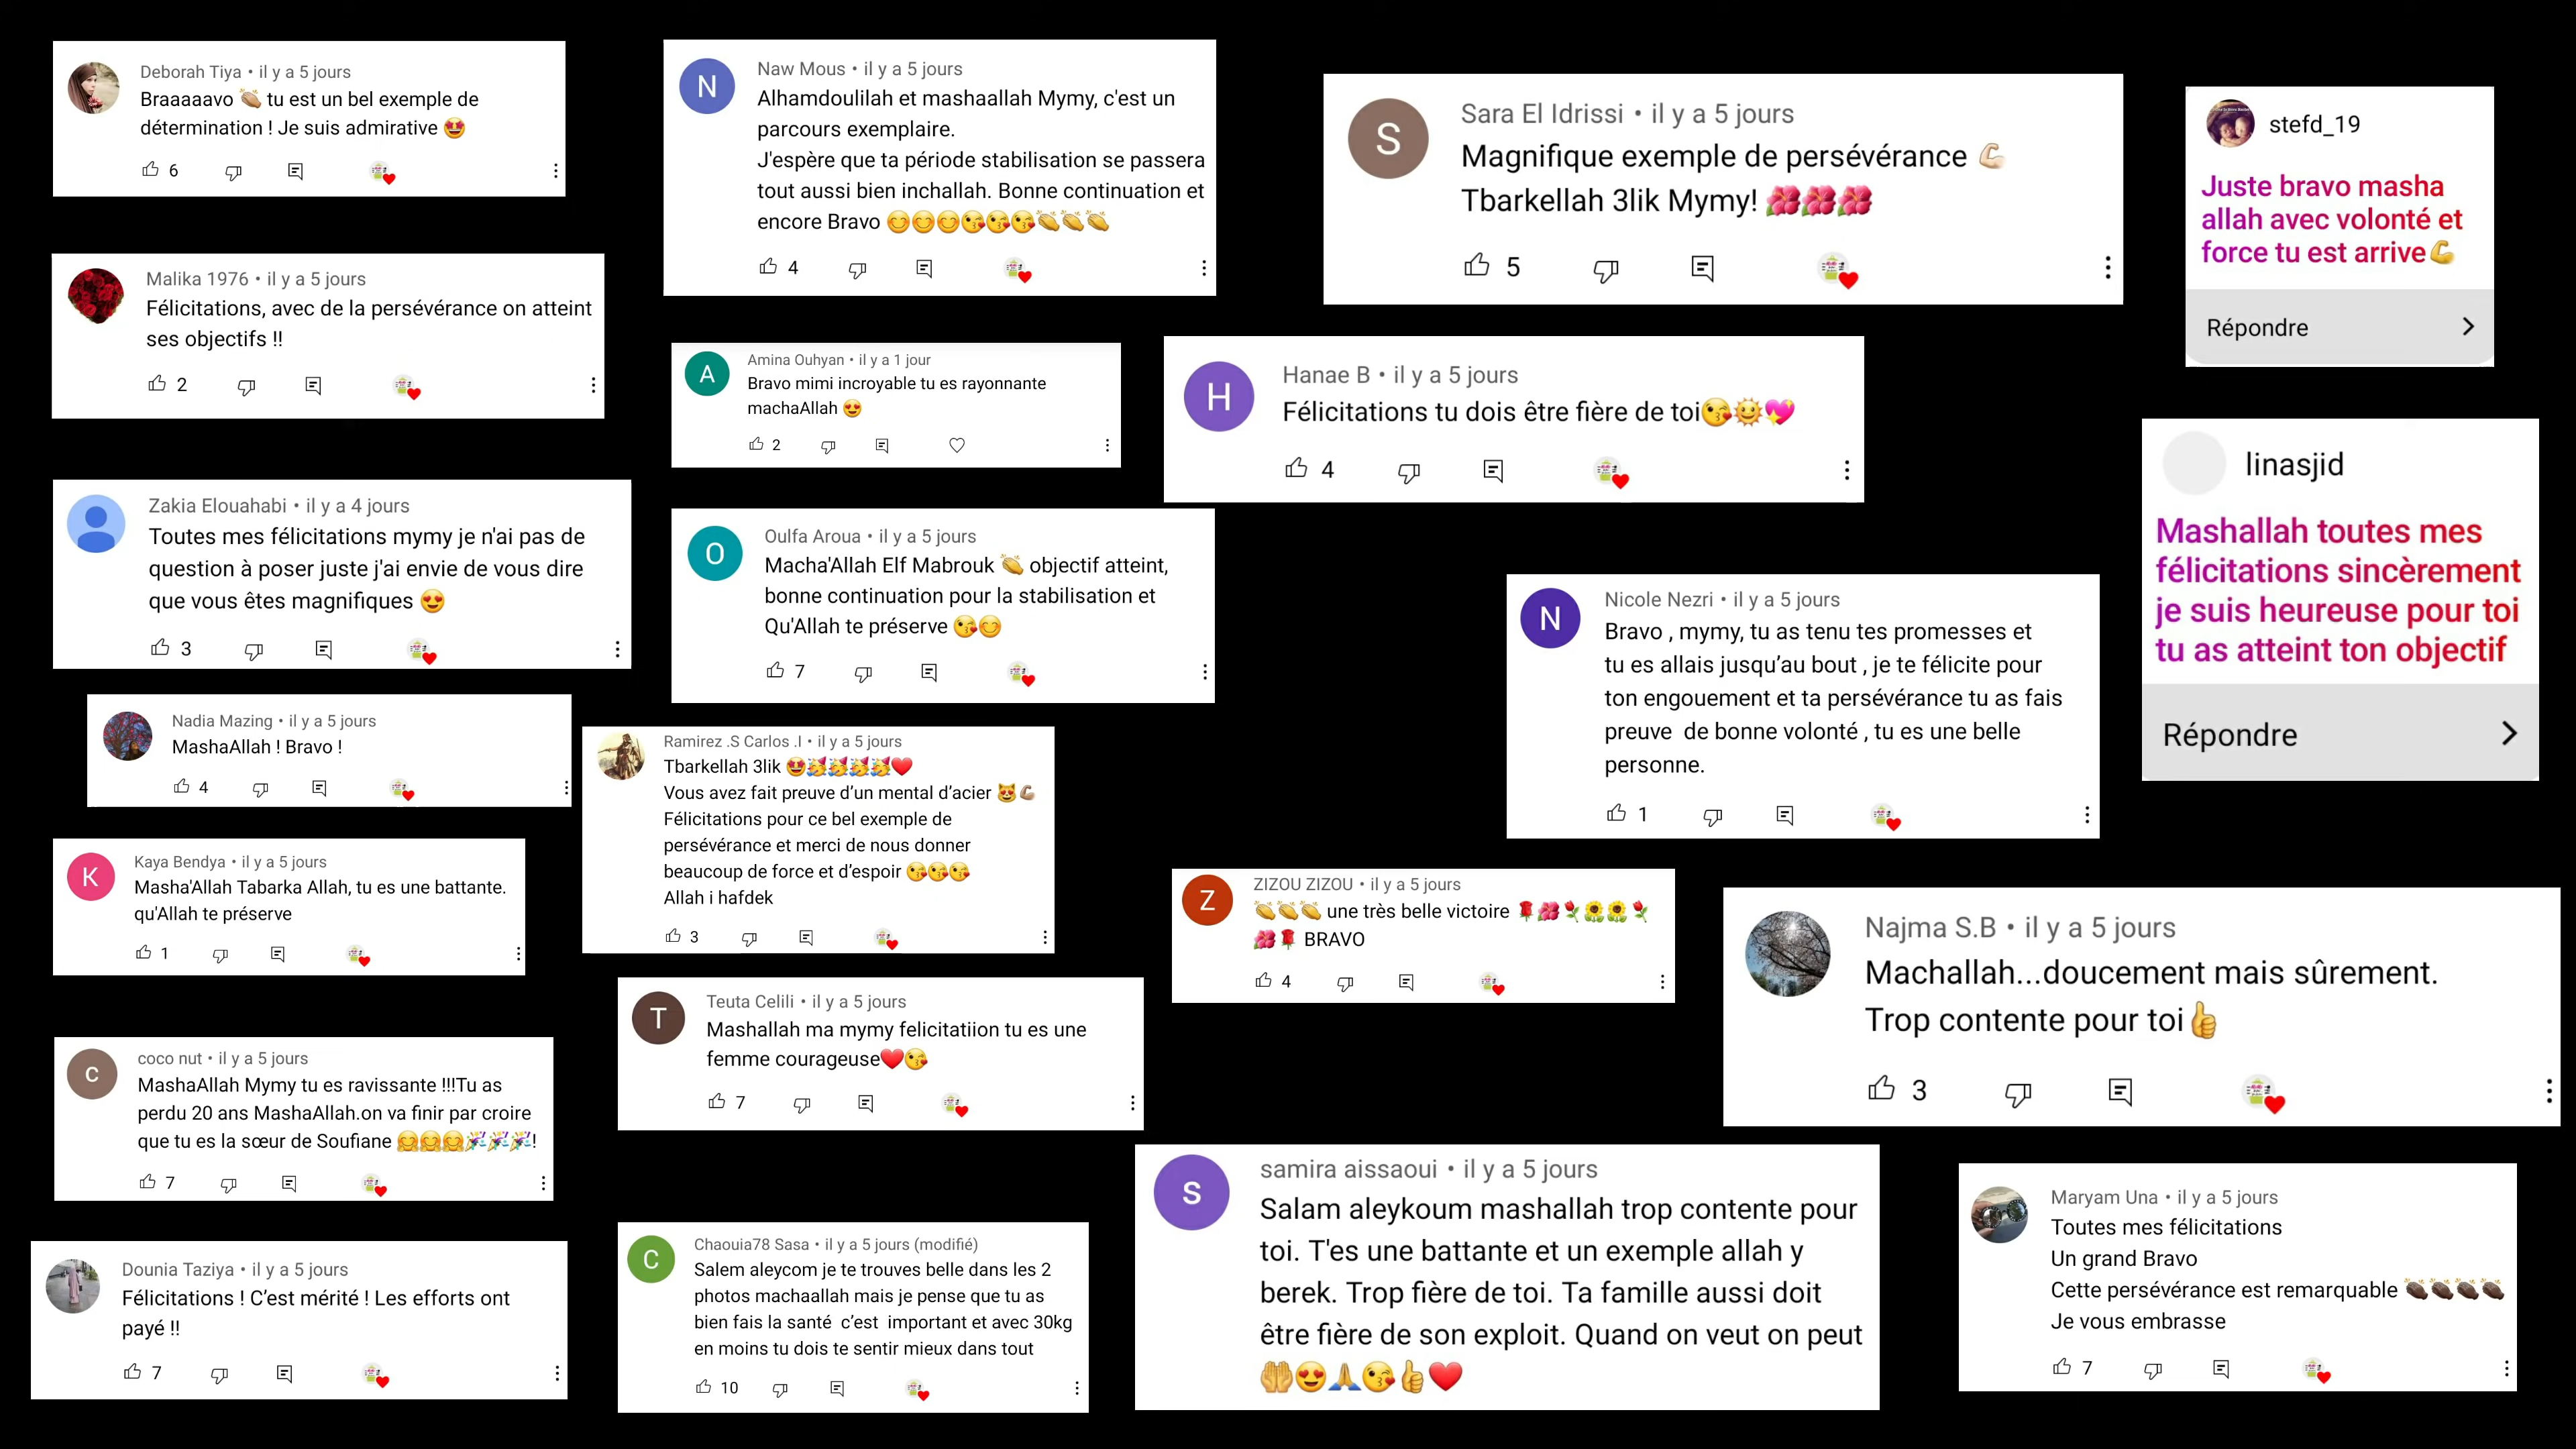 Deborah Tiya • il y a 5 jours
Braaaaavo 👏 tu est un bel exemple de
détermination ! Je suis admirative 🤩
6
Malika 1976 • il y a 5 jours
Félicitations, avec de la persévérance on atteint
ses objectifs !!
2
Zakia Elouahabi • il y a 4 jours
Toutes mes félicitations mymy je n'ai pas de
question à poser juste j'ai envie de vous dire
que vous êtes magnifiques 😍
3
Nadia Mazing • il y a 5 jours
MashaAllah ! Bravo !
4
K
Kaya Bendya • il y a 5 jours
Masha'Allah Tabarka Allah, tu es une battante.
qu'Allah te préserve
1
c
coco nut • il y a 5 jours
MashaAllah Mymy tu es ravissante !!!Tu as
perdu 20 ans MashaAllah.on va finir par croire
que tu es la sœur de Soufiane 🤗🤗🤗🎉🎉🎉!
7
Dounia Taziya • il y a 5 jours
Félicitations ! C’est mérité ! Les efforts ont
payé !!
7
N
Naw Mous • il y a 5 jours
Alhamdoulilah et mashaallah Mymy, c'est un
parcours exemplaire.
J'espère que ta période stabilisation se passera
tout aussi bien inchallah. Bonne continuation et
encore Bravo 😊😊😊😘😘😘👏👏👏
4
A
Amina Ouhyan • il y a 1 jour
Bravo mimi incroyable tu es rayonnante
machaAllah 😍
2
O
Oulfa Aroua • il y a 5 jours
Macha'Allah Elf Mabrouk 👏 objectif atteint,
bonne continuation pour la stabilisation et
Qu'Allah te préserve 😘😊
7
Ramirez .S Carlos .I • il y a 5 jours
Tbarkellah 3lik 🤩🥳🥳🥳🥳❤️
Vous avez fait preuve d’un mental d’acier 😻💪🏼
Félicitations pour ce bel exemple de
persévérance et merci de nous donner
beaucoup de force et d’espoir 😘😘😘
Allah i hafdek
3
T
Teuta Celili • il y a 5 jours
Mashallah ma mymy felicitatiion tu es une
femme courageuse❤️😘
7
C
Chaouia78 Sasa • il y a 5 jours (modifié)
Salem aleycom je te trouves belle dans les 2
photos machaallah mais je pense que tu as
bien fais la santé c’est important et avec 30kg
en moins tu dois te sentir mieux dans tout
10
S
Sara El Idrissi • il y a 5 jours
Magnifique exemple de persévérance 💪🏻
Tbarkellah 3lik Mymy! 🌺🌺🌺
5
H
Hanae B • il y a 5 jours
Félicitations tu dois être fière de toi😘🌞💖
4
N
Nicole Nezri • il y a 5 jours
Bravo , mymy, tu as tenu tes promesses et
tu es allais jusqu’au bout , je te félicite pour
ton engouement et ta persévérance tu as fais
preuve de bonne volonté , tu es une belle
personne.
1
Z
ZIZOU ZIZOU • il y a 5 jours
👏👏👏 une très belle victoire 🌹🌺🌷🌻🌻🌷
🌺🌹 BRAVO
4
s
samira aissaoui • il y a 5 jours
Salam aleykoum mashallah trop contente pour
toi. T'es une battante et un exemple allah y
berek. Trop fière de toi. Ta famille aussi doit
être fière de son exploit. Quand on veut on peut
🤲😍🙏😘👍❤️
stefd_19
Juste bravo masha
allah avec volonté et
force tu est arrive💪
Répondre
linasjid
Mashallah toutes mes
félicitations sincèrement
je suis heureuse pour toi
tu as atteint ton objectif
Répondre
Najma S.B • il y a 5 jours
Machallah...doucement mais sûrement.
Trop contente pour toi👍
3
Maryam Una • il y a 5 jours
Toutes mes félicitations
Un grand Bravo
Cette persévérance est remarquable 👏🏿👏🏿👏🏿👏🏿
Je vous embrasse
7